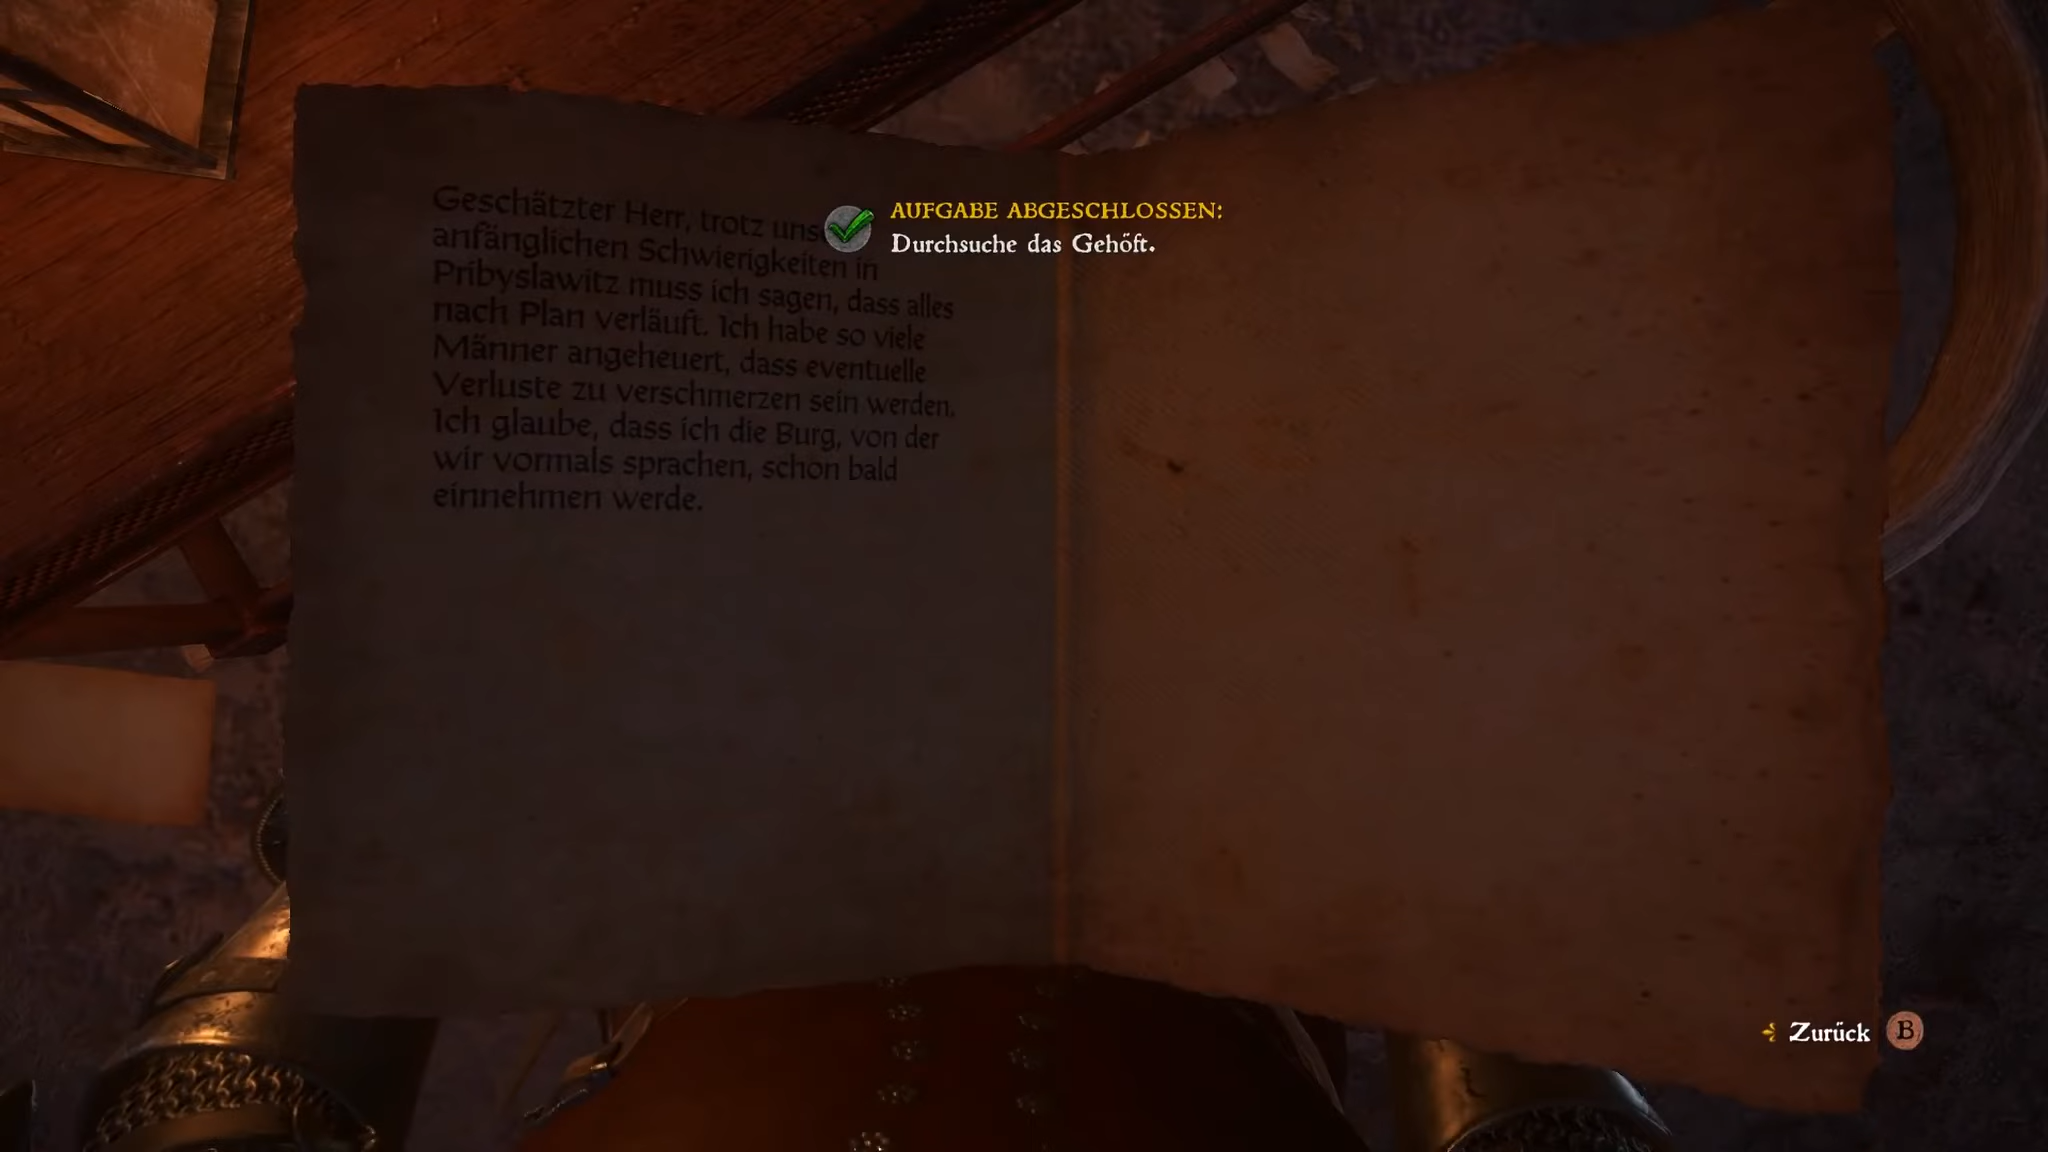 Geschätzter Herr, trotz uns
anfänglichen Schwierigkeiten in
Pribyslawitz muss ich sagen, dass alles
nach Plan verläuft. Ich habe so viele
Männer angeheuert, dass eventuelle
Verluste zu verschmerzen sein werden.
Ich glaube, dass ich die Burg, von der
wir vormals sprachen, schon bald
einnehmen werde.
AUFGABE ABGESCHLOSSEN:
Durchsuche das Gehöft.
Zurück B